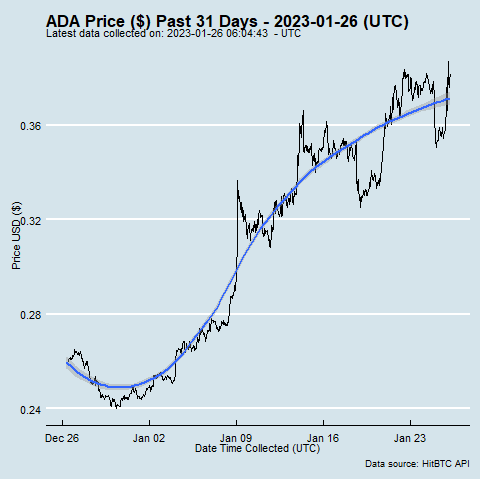 ADA Price ($) Past 31 Days - 2023-01-26 (UTC)
Latest data collected on: 2023-01-26 06:04:43 - UTC
Price USD ($)
0.36
0.32
0.28
0.24
Dec 26 Jan 02 Jan 09 Jan 16 Jan 23
Date Time Collected (UTC)
Data source: HitBTC API